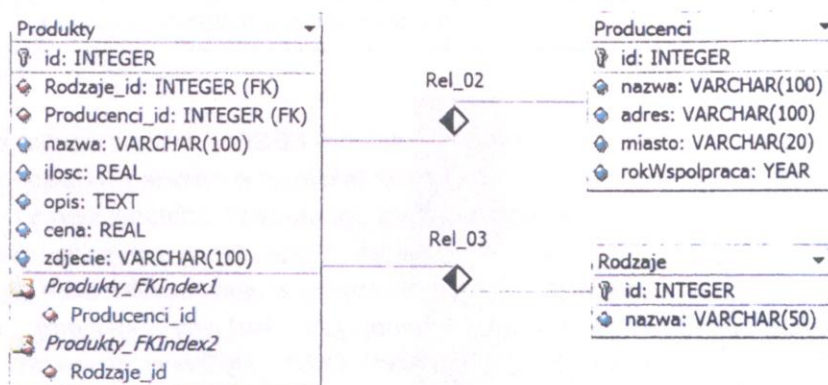 Produkty
id: INTEGER
Rodzaje_id: INTEGER (FK)
Producenci_id: INTEGER (FK)
nazwa: VARCHAR(100)
ilosc: REAL
opis: TEXT
cena: REAL
zdjecie: VARCHAR(100)
Produkty_FKIndex1
Producenci_id
Produkty_FKIndex2
Rodzaje_id
Rel_02
Rel_03
Producenci
id: INTEGER
nazwa: VARCHAR(100)
adres: VARCHAR(100)
miasto: VARCHAR(20)
rokWspolpraca: YEAR
Rodzaje
id: INTEGER
nazwa: VARCHAR(50)